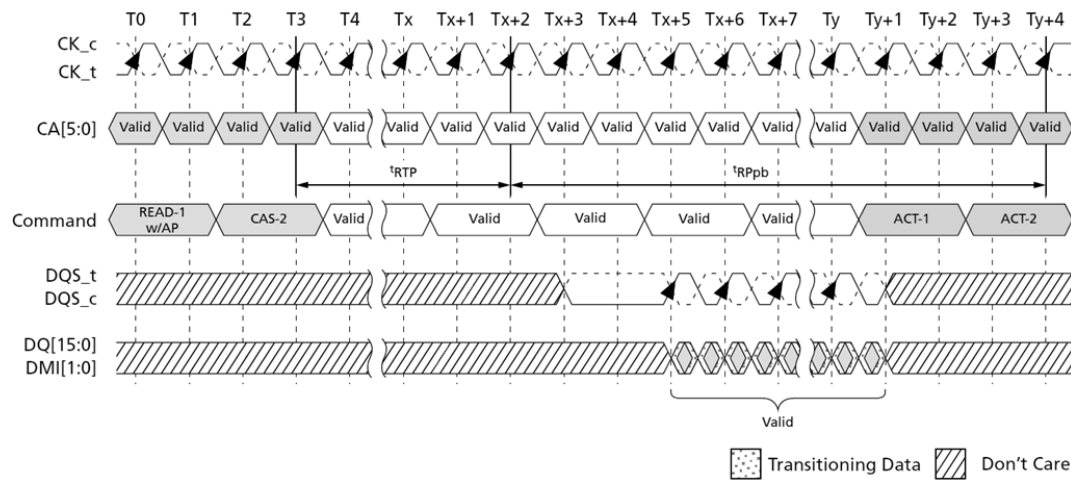 T0 T1 T2 T3 T4 Tx Tx+1 Tx+2 Tx+3 Tx+4 Tx+5 Tx+6 Tx+7 Ty Ty+1 Ty+2 Ty+3 Ty+4
CK_c
CK_t
CA[5:0] Valid Valid Valid Valid Valid Valid Valid Valid Valid Valid Valid Valid Valid Valid Valid Valid Valid Valid
tRTP tRPpb
Command READ-1 w/AP CAS-2 Valid Valid Valid Valid Valid ACT-1 ACT-2
DQS_t
DQS_c
DQ[15:0]
DMI[1:0]
Valid
Transitioning Data Don't Care